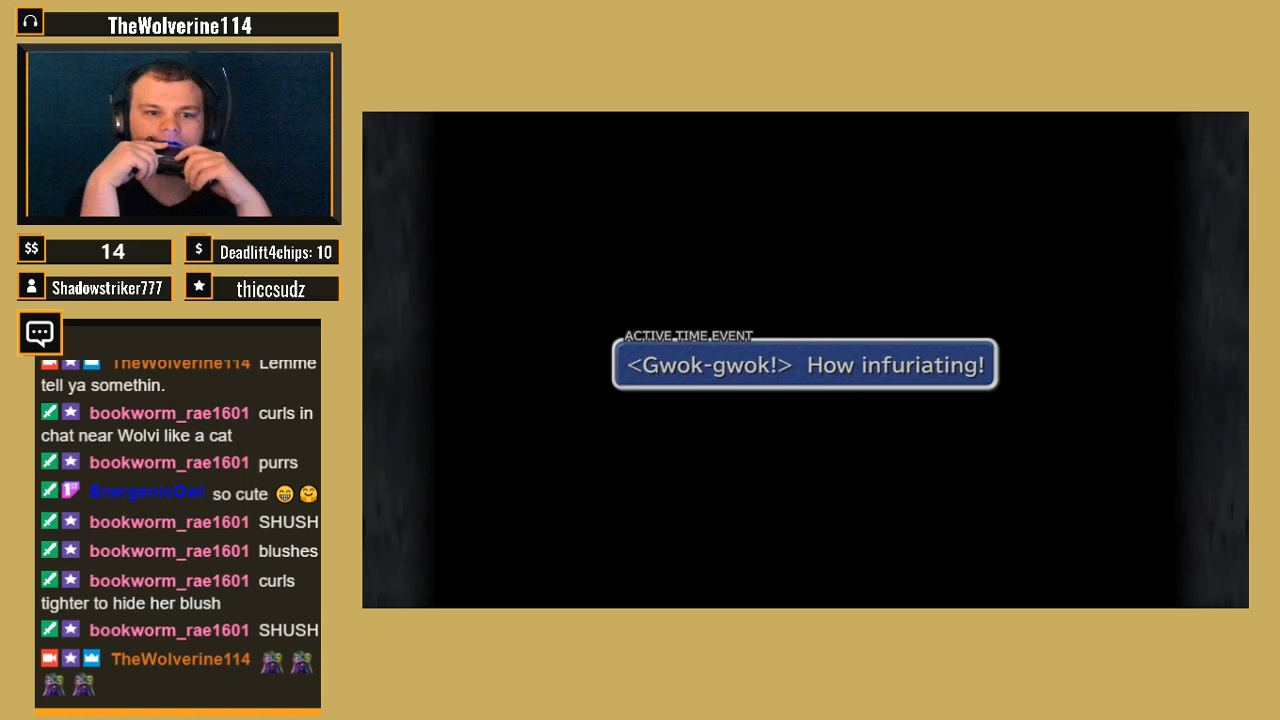 TheWolverine114
$$ 14
$ Deadlift4chips: 10
Shadowstriker777
thiccsudz
TheWolverine114 Lemme
tell ya somethin.
bookworm_rae1601 curls in
chat near Wolvi like a cat
bookworm_rae1601 purrs
EnergenicOwl so cute
bookworm_rae1601 SHUSH
bookworm_rae1601 blushes
bookworm_rae1601 curls
tighter to hide her blush
bookworm_rae1601 SHUSH
TheWolverine114
ACTIVE TIME EVENT
<Gwok-gwok!> How infuriating!